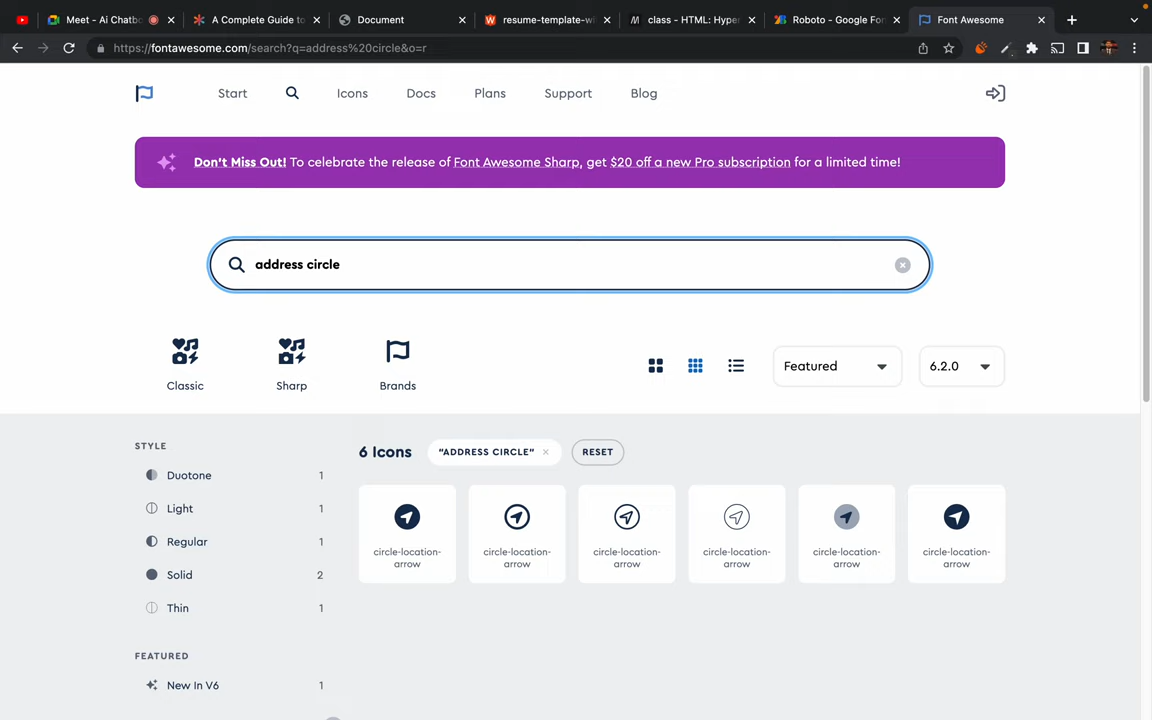 Meet - Ai Chatbo
A Complete Guide to
Document
resume-template-wi
class - HTML: Hyper
Roboto - Google Fon
Font Awesome
https://fontawesome.com/search?q=address%20circle&o=r
Start
Icons
Docs
Plans
Support
Blog
Don't Miss Out! To celebrate the release of Font Awesome Sharp, get $20 off a new Pro subscription for a limited time!
address circle
Classic
Sharp
Brands
Featured
6.2.0
STYLE
Duotone 1
Light 1
Regular 1
Solid 2
Thin 1
FEATURED
New In V6 1
6 Icons
"ADDRESS CIRCLE" ×
RESET
circle-location-
arrow
circle-location-
arrow
circle-location-
arrow
circle-location-
arrow
circle-location-
arrow
circle-location-
arrow